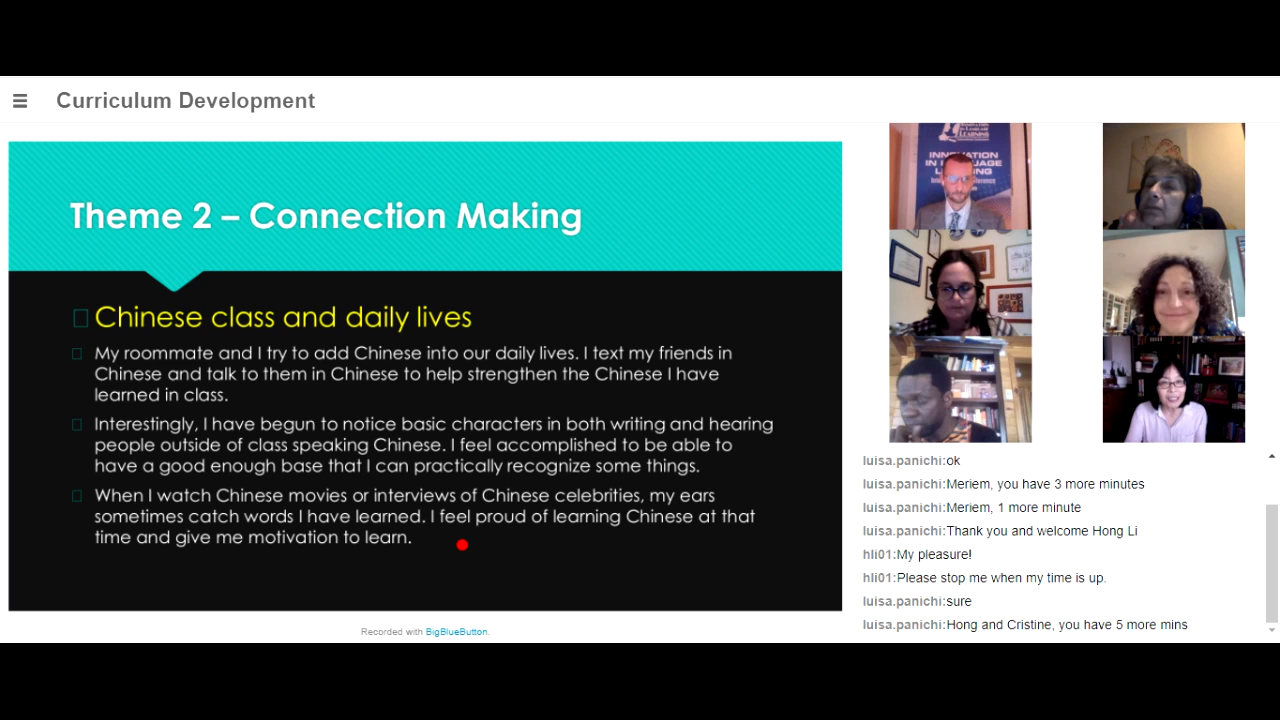 Curriculum Development
Theme 2 – Connection Making
Chinese class and daily lives
My roommate and I try to add Chinese into our daily lives. I text my friends in
Chinese and talk to them in Chinese to help strengthen the Chinese I have
learned in class.
Interestingly, I have begun to notice basic characters in both writing and hearing
people outside of class speaking Chinese. I feel accomplished to be able to
have a good enough base that I can practically recognize some things.
When I watch Chinese movies or interviews of Chinese celebrities, my ears
sometimes catch words I have learned. I feel proud of learning Chinese at that
time and give me motivation to learn.
Recorded with BigBlueButton.
INNOVATION
IN LANGUAGE
LEARNING
luisa.panichi:ok
luisa.panichi:Meriem, you have 3 more minutes
luisa.panichi:Meriem, 1 more minute
luisa.panichi:Thank you and welcome Hong Li
hli01:My pleasure!
hli01:Please stop me when my time is up.
luisa.panichi:sure
luisa.panichi:Hong and Cristine, you have 5 more mins